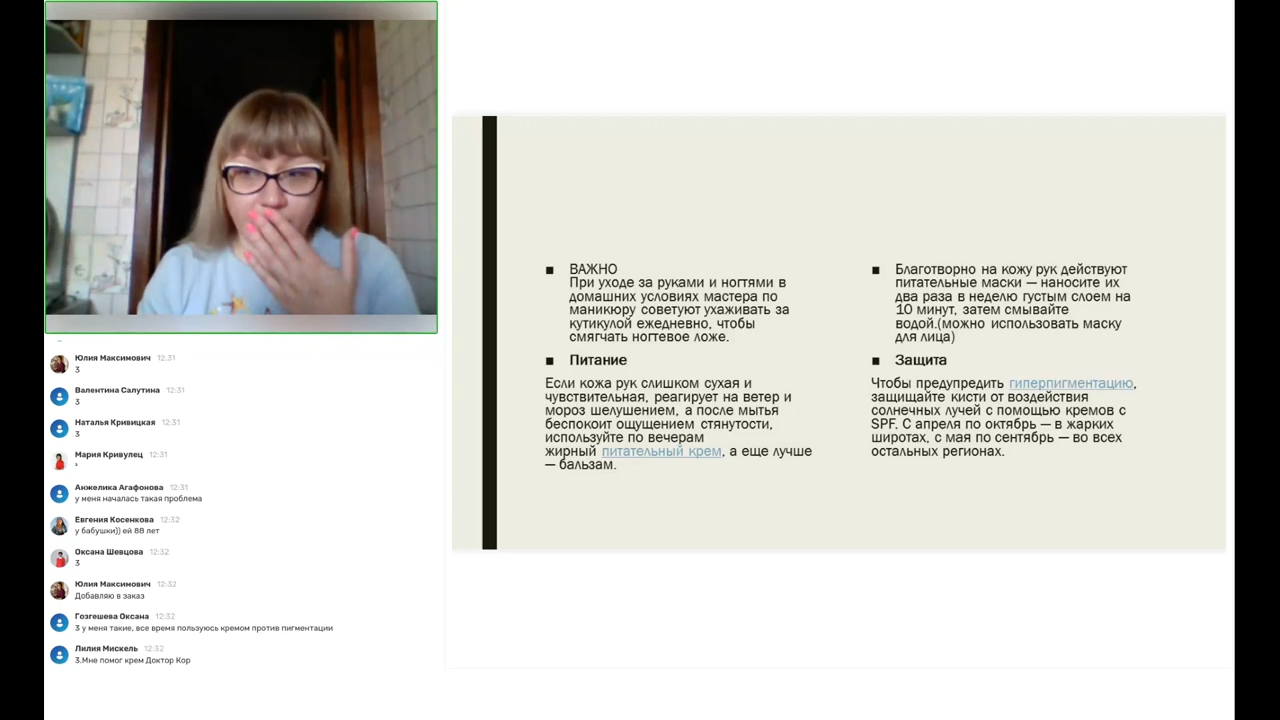 Юлия Максимович 12:31
3
Валентина Салутина 12:31
3
Наталья Кривицкая 12:31
3
Мария Кривулец 12:31
Анжелика Агафонова 12:31
у меня началась такая проблема
Евгения Косенкова 12:32
у бабушки)) ей 88 лет
Оксана Шевцова 12:32
3
Юлия Максимович 12:32
Добавляю в заказ
Гозгешева Оксана 12:32
3 у меня такие, все время пользуюсь кремом против пигментации
Лилия Мискель 12:32
3.Мне помог крем Доктор Кор
■ ВАЖНО
При уходе за руками и ногтями в
домашних условиях мастера по
маникюру советуют ухаживать за
кутикулой ежедневно, чтобы
смягчать ногтевое ложе.
■ Питание
Если кожа рук слишком сухая и
чувствительная, реагирует на ветер и
мороз шелушением, а после мытья
беспокоит ощущением стянутости,
используйте по вечерам
жирный питательный крем, а еще лучше
— бальзам.
■ Благотворно на кожу рук действуют
питательные маски — наносите их
два раза в неделю густым слоем на
10 минут, затем смывайте
водой.(можно использовать маску
для лица)
■ Защита
Чтобы предупредить гиперпигментацию,
защищайте кисти от воздействия
солнечных лучей с помощью кремов с
SPF. С апреля по октябрь — в жарких
широтах, с мая по сентябрь — во всех
остальных регионах.